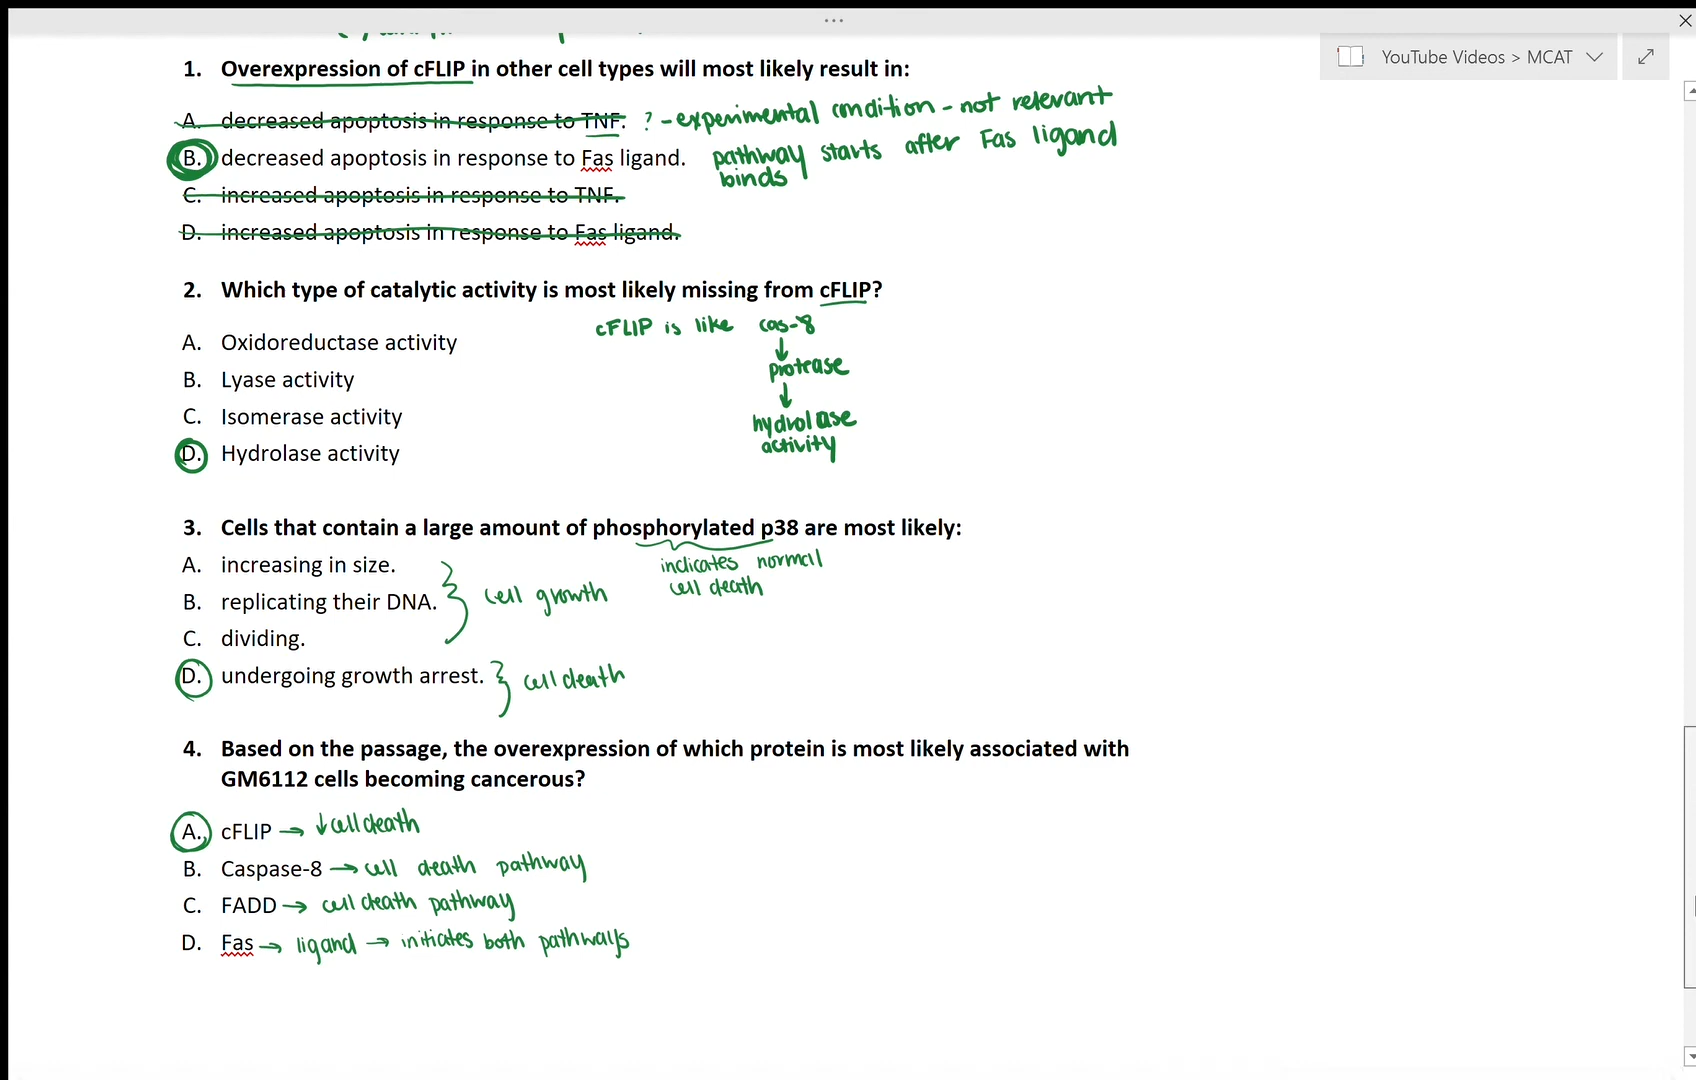 YouTube Videos > MCAT
1. Overexpression of cFLIP in other cell types will most likely result in:
A. decreased apoptosis in response to TNF. ? - experimental condition - not relevant
B. decreased apoptosis in response to Fas ligand. pathway starts after Fas ligand
binds
C. increased apoptosis in response to TNF.
D. increased apoptosis in response to Fas ligand.
2. Which type of catalytic activity is most likely missing from cFLIP?
cFLIP is like cas-8
A. Oxidoreductase activity
protease
B. Lyase activity
C. Isomerase activity
hydrolase
activity
D. Hydrolase activity
3. Cells that contain a large amount of phosphorylated p38 are most likely:
A. increasing in size.
indicates normal
cell death
B. replicating their DNA. cell growth
C. dividing.
D. undergoing growth arrest. cell death
4. Based on the passage, the overexpression of which protein is most likely associated with
GM6112 cells becoming cancerous?
A. cFLIP → ↓ cell death
B. Caspase-8 → cell death pathway
C. FADD → cell death pathway
D. Fas → ligand → initiates both pathways